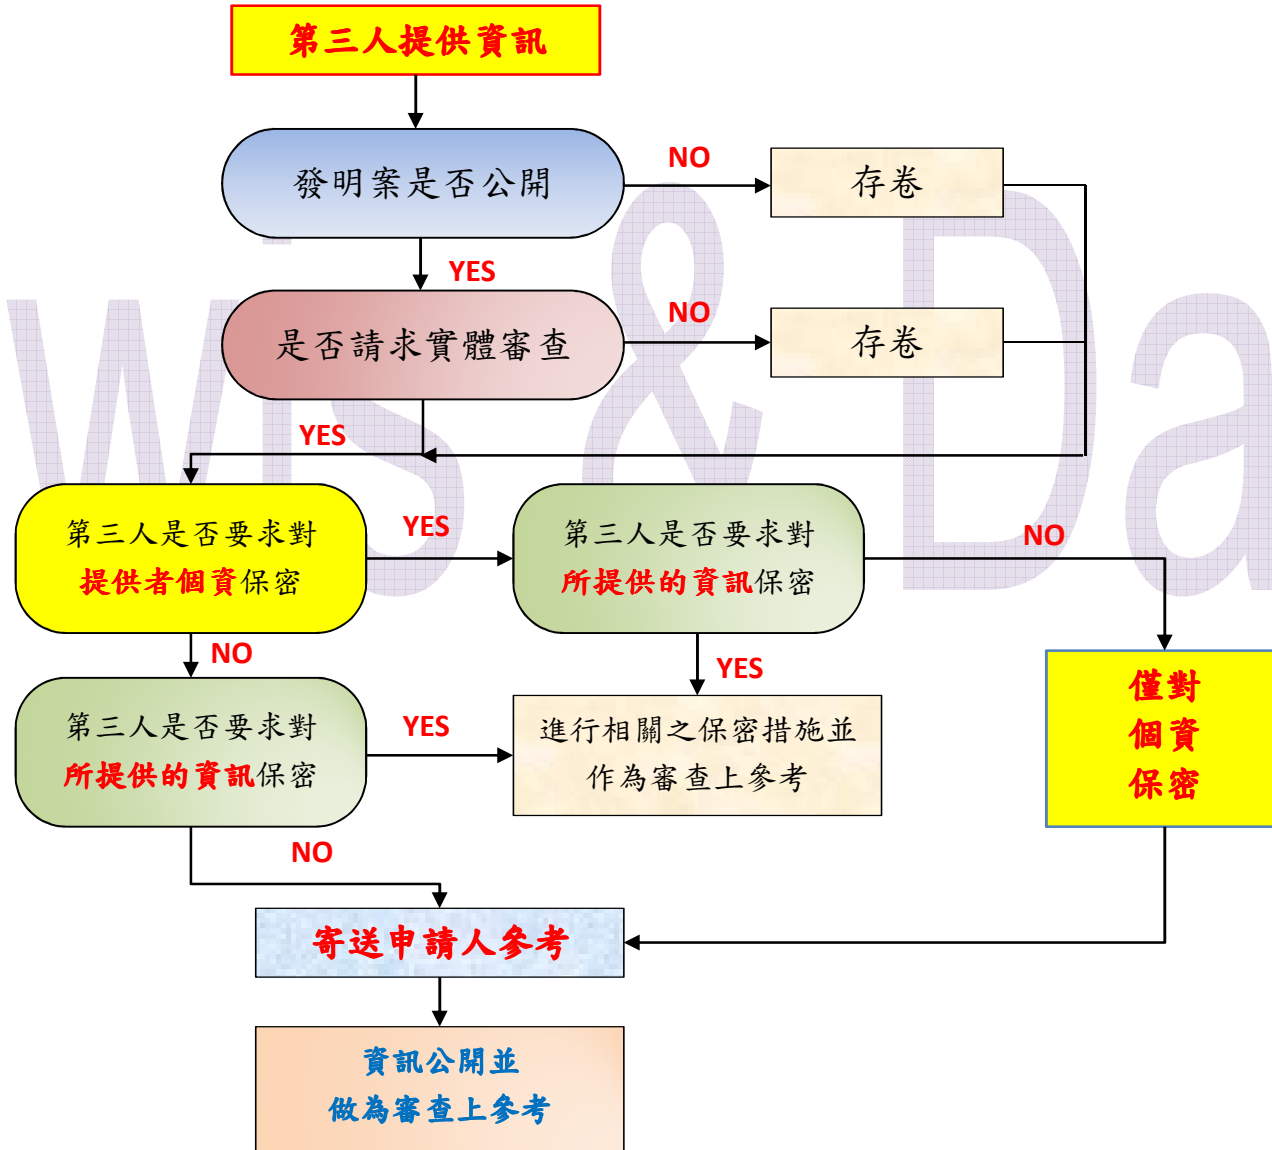 第三人提供資訊
發明案是否公開
NO
存卷
YES
是否請求實體審查
NO
存卷
YES
第三人是否要求對
提供者個資保密
YES
第三人是否要求對
所提供的資訊保密
NO
NO
YES
僅對
個資
保密
第三人是否要求對
所提供的資訊保密
YES
進行相關之保密措施並
作為審查上參考
NO
寄送申請人參考
資訊公開並
做為審查上參考
wis & Da